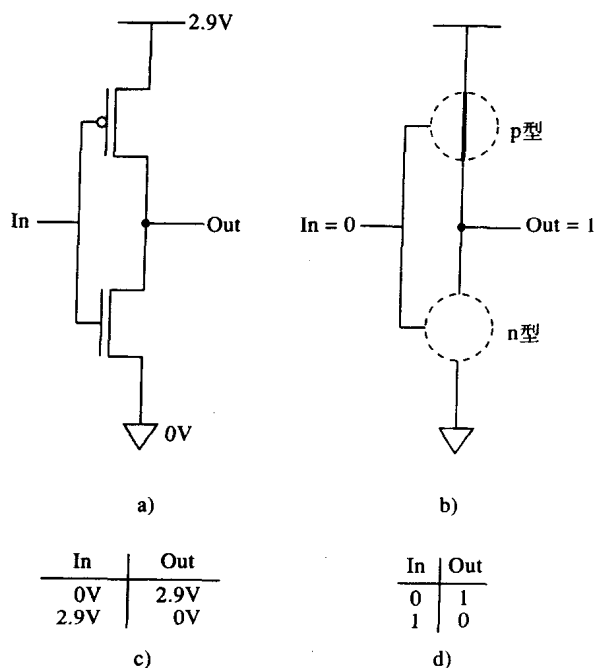 2.9V
In
Out
0V
a)
p型
In = 0
Out = 1
n型
b)
In Out
0V 2.9V
2.9V 0V
c)
In Out
0 1
1 0
d)